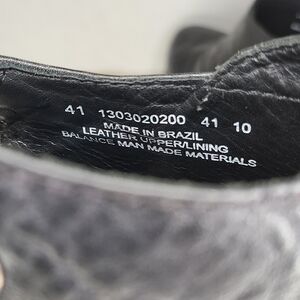 41 1303020200 41 10
MADE IN BRAZIL
LEATHER UPPER/LINING
BALANCE MAN MADE MATERIALS